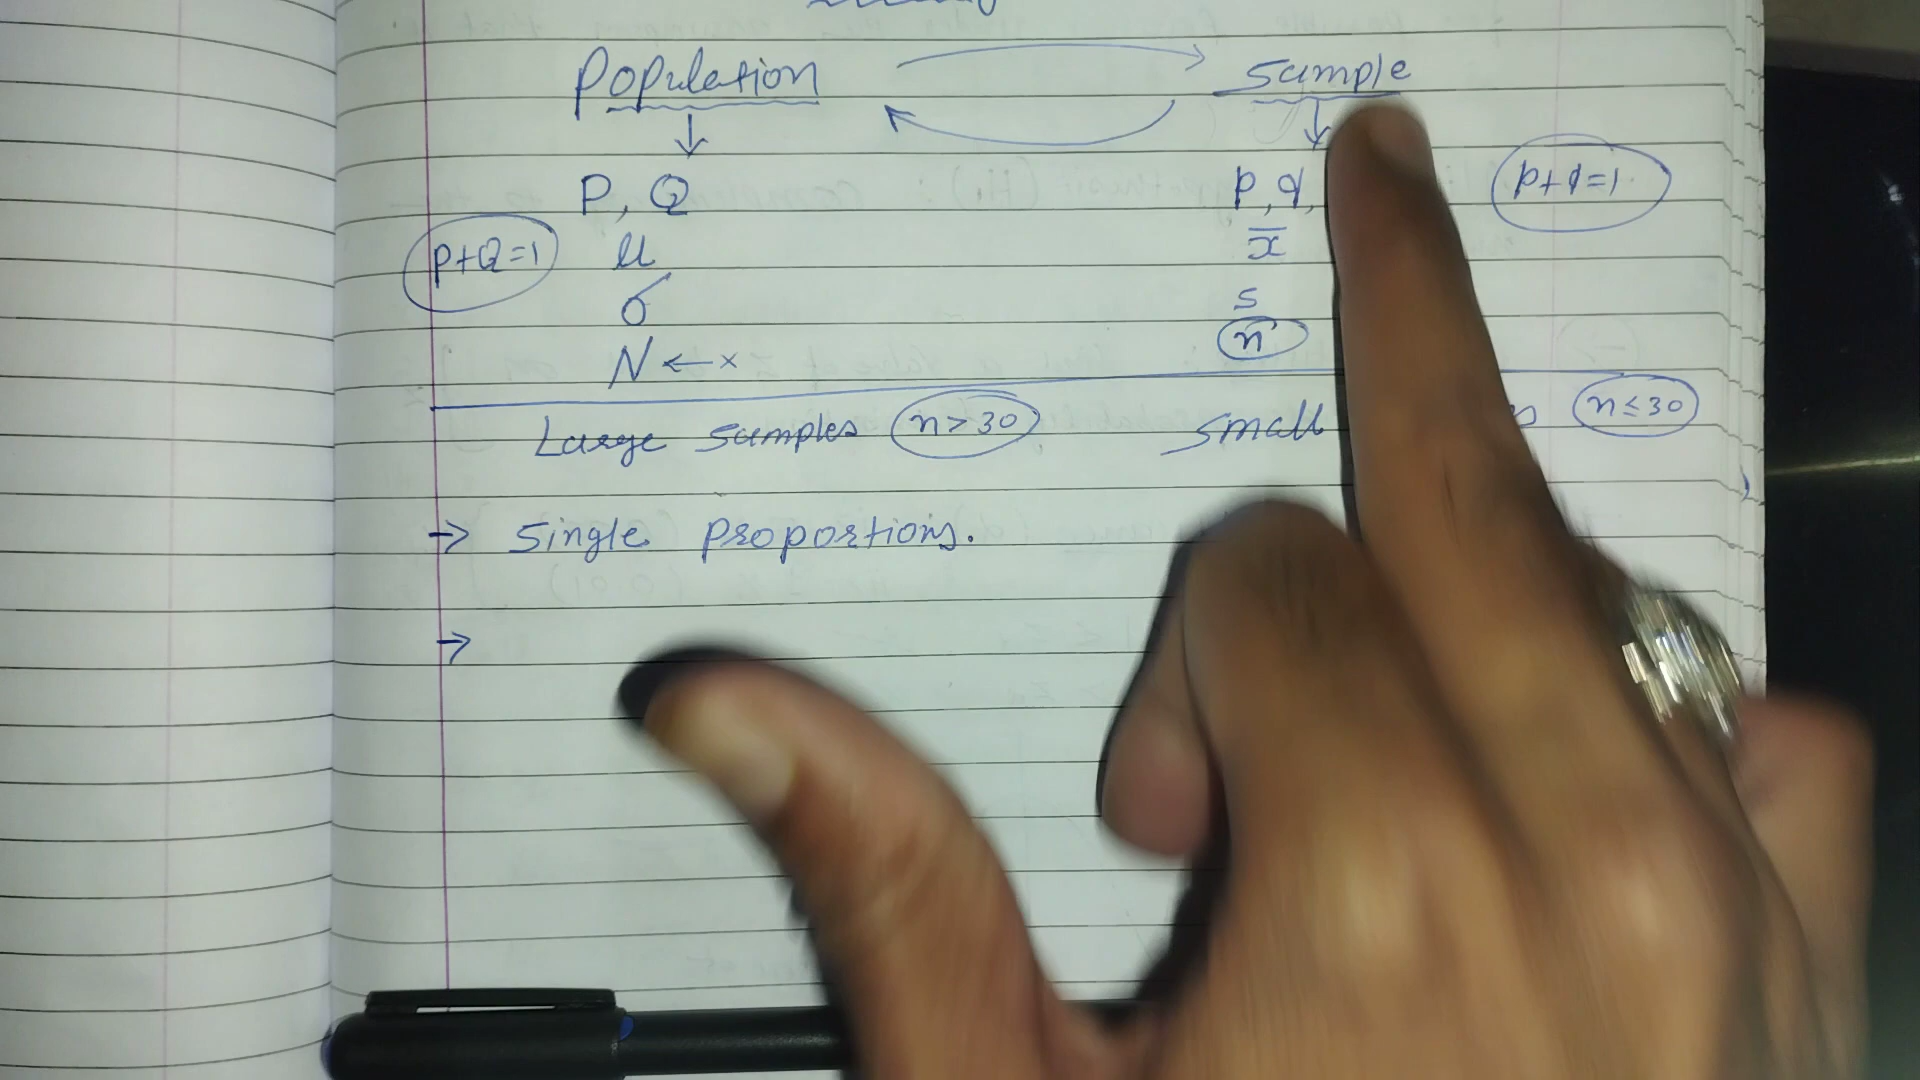 Population → Sample
↓ ↓
P, Q p, q, p+q=1
P+Q=1 μ x̄
σ s
N ← × n
Large samples n>30 Small n≤30
→ Single proportions.
→